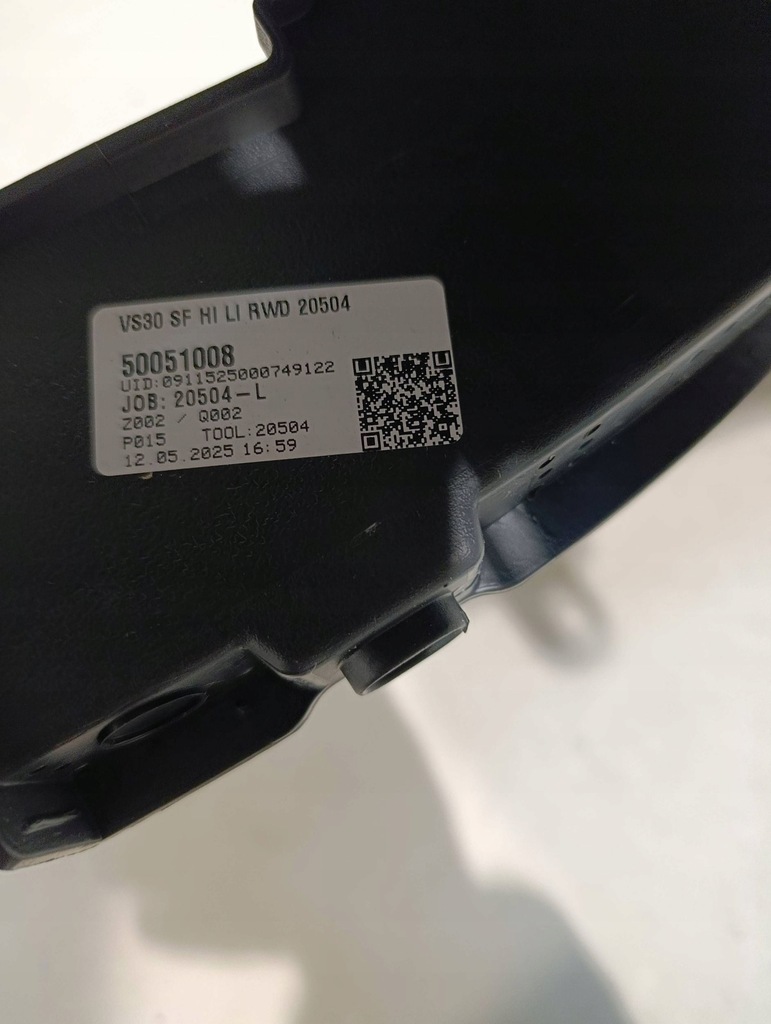 VS30 SF HI LI RWD 20504
50051008
UID:0911525000749122
JOB: 20504-L
Z002 / Q002
P015 TOOL:20504
12.05.2025 16:59